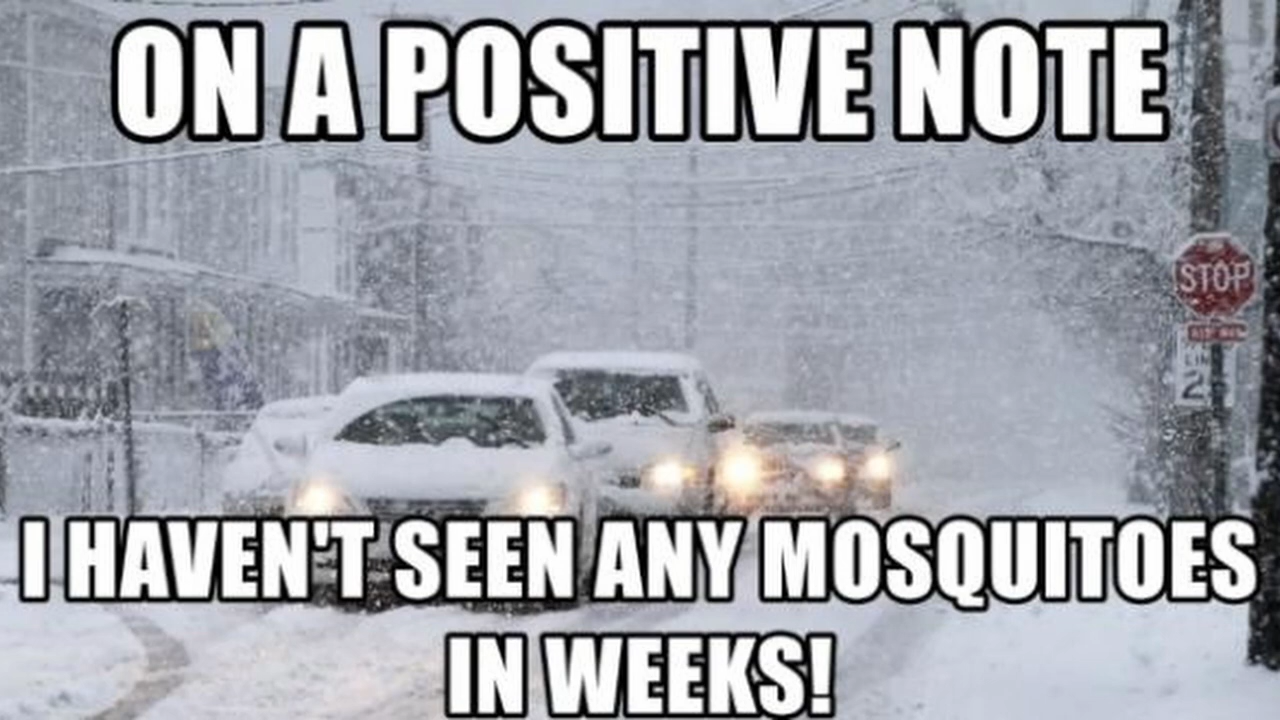 ON A POSITIVE NOTE
STOP
I HAVEN'T SEEN ANY MOSQUITOES
IN WEEKS!